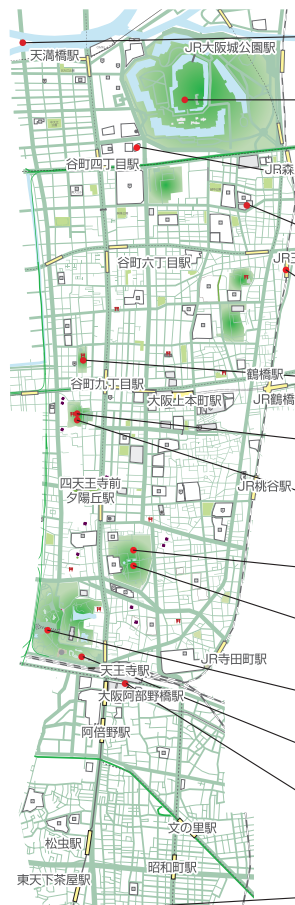 天満橋駅
JR大阪城公園駅
谷町四丁目駅
JR森
谷町六丁目駅
JR玉
鶴橋駅
谷町九丁目駅
大阪上本町駅
JR鶴橋
四天王寺前
夕陽丘駅
JR桃谷駅
JR寺田町駅
天王寺駅
大阪阿部野橋駅
阿倍野駅
文の里駅
松虫駅
昭和町駅
東天下茶屋駅